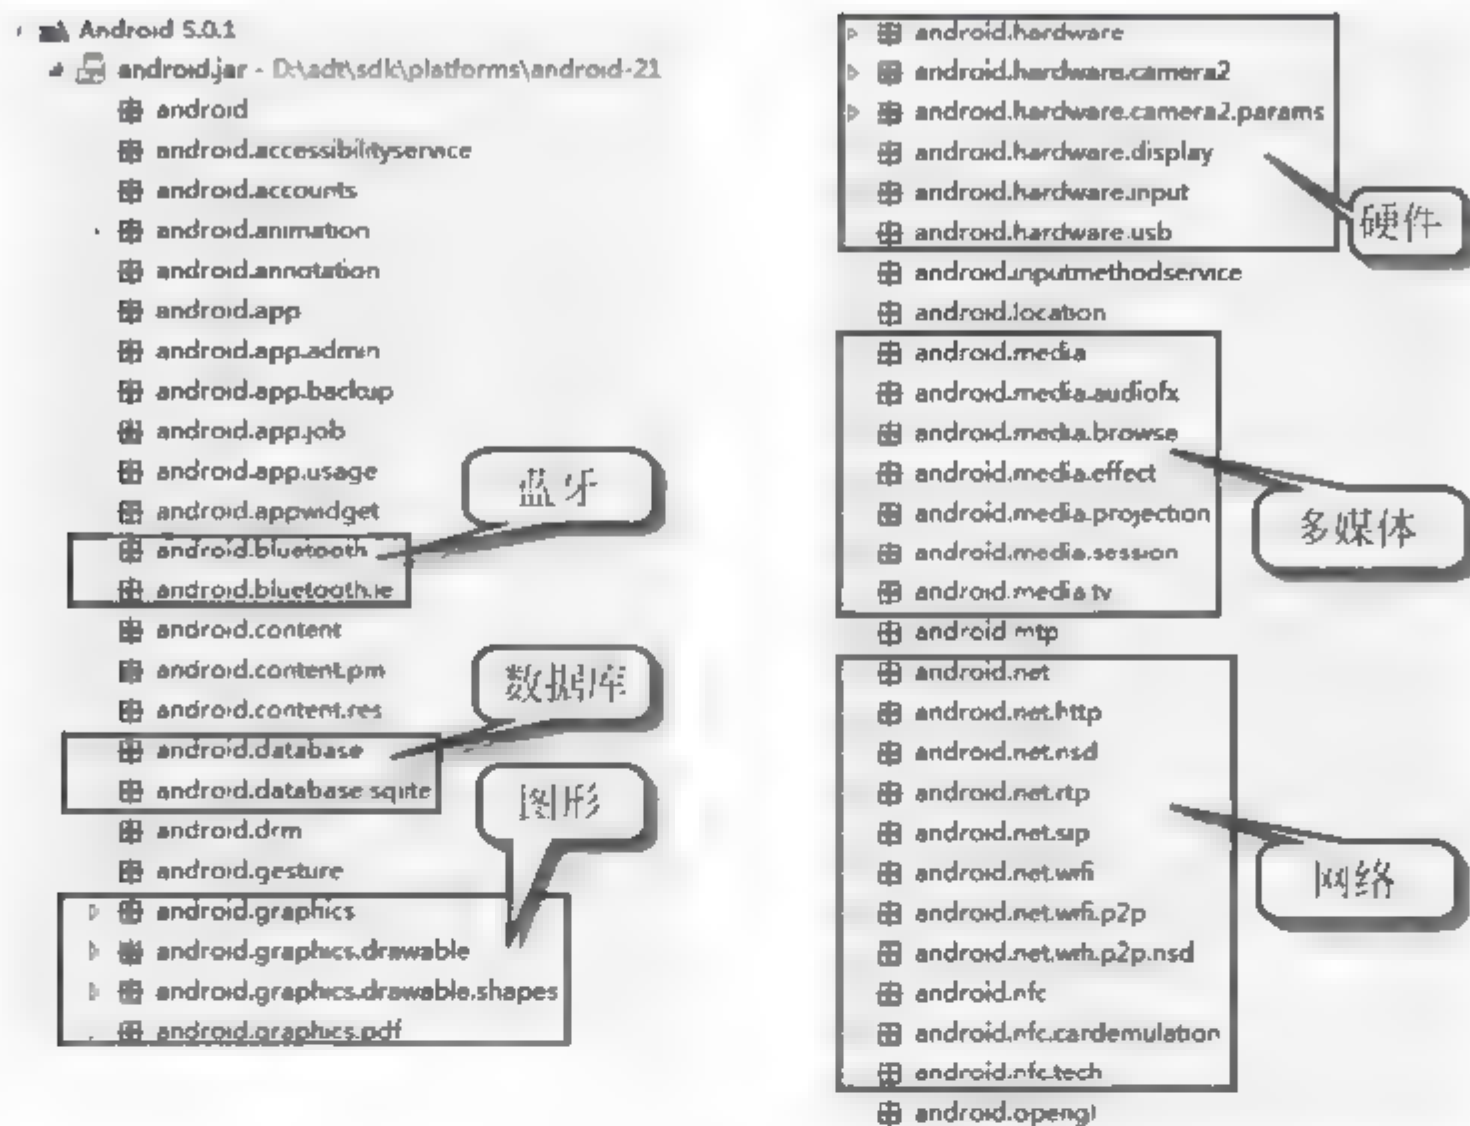 Android 5.0.1
android.jar - D:\adt\sdk\platforms\android-21
android
android.accessibilityservice
android.accounts
android.animation
android.annotation
android.app
android.app.admin
android.app.backup
android.app.job
android.app.usage
android.appwidget
android.bluetooth
android.bluetooth.le
android.content
android.content.pm
android.content.res
android.database
android.database.sqlite
android.drm
android.gesture
android.graphics
android.graphics.drawable
android.graphics.drawable.shapes
android.graphics.pdf
蓝牙
数据库
图形
android.hardware
android.hardware.camera2
android.hardware.camera2.params
android.hardware.display
android.hardware.input
android.hardware.usb
android.inputmethodservice
android.location
android.media
android.media.audiofx
android.media.browse
android.media.effect
android.media.projection
android.media.session
android.media.tv
android.mtp
android.net
android.net.http
android.net.nsd
android.net.rtp
android.net.sip
android.net.wifi
android.net.wifi.p2p
android.net.wifi.p2p.nsd
android.nfc
android.nfc.cardemulation
android.nfc.tech
android.opengl
硬件
多媒体
网络